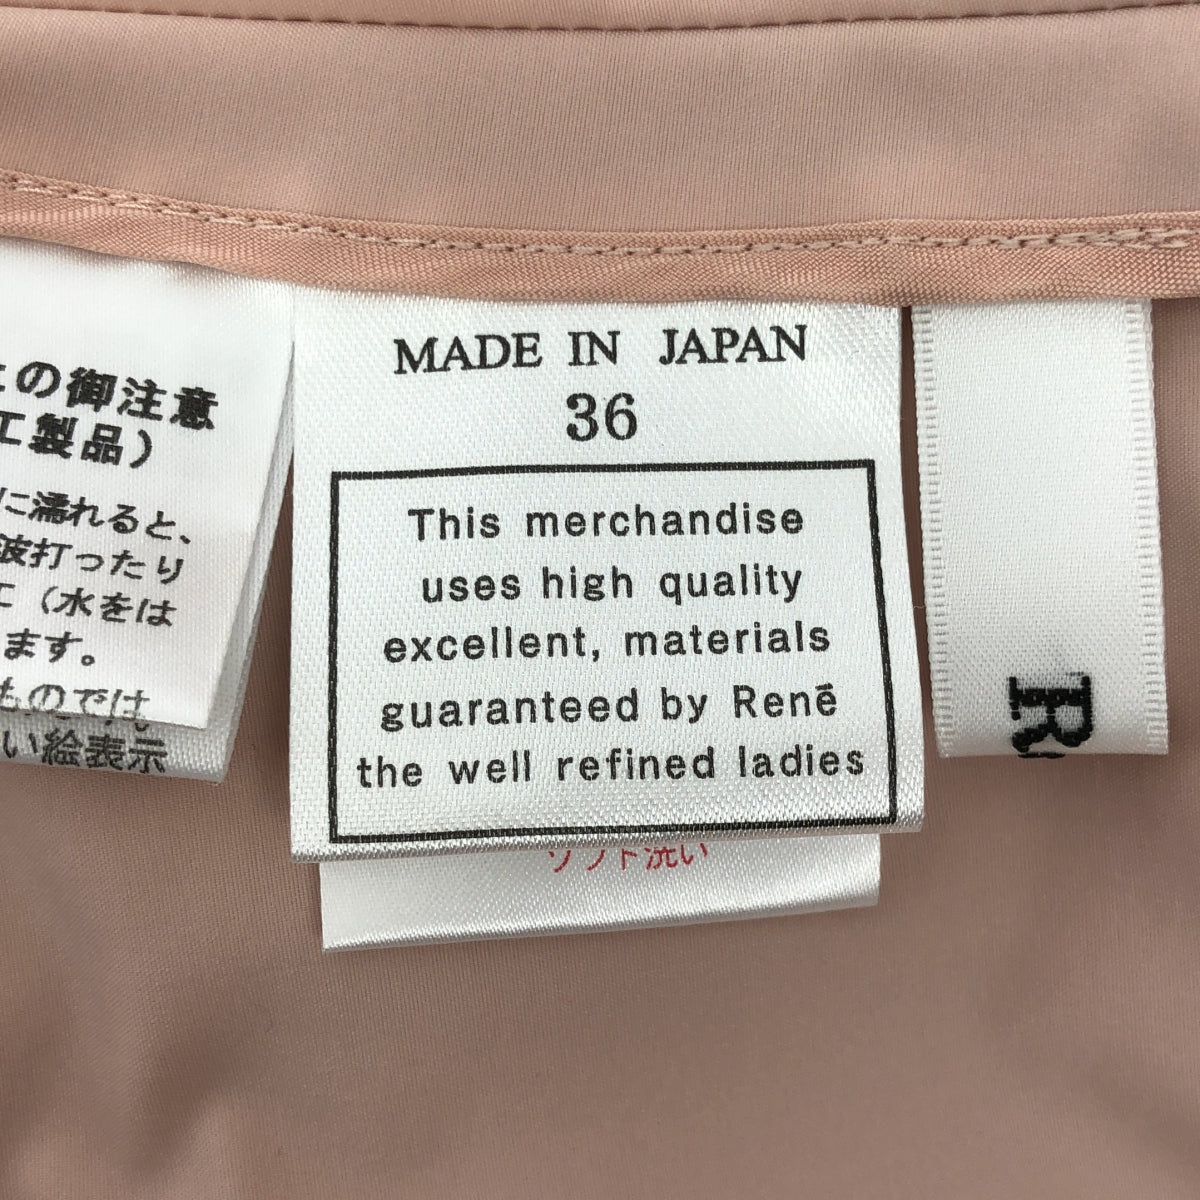 の御注意
工製品)
に濡れると、
波打ったり
（水をは
ます。
ものでは
い絵表示
MADE IN JAPAN
36
This merchandise
uses high quality
excellent, materials
guaranteed by Renē
the well refined ladies
ソフト洗い
R